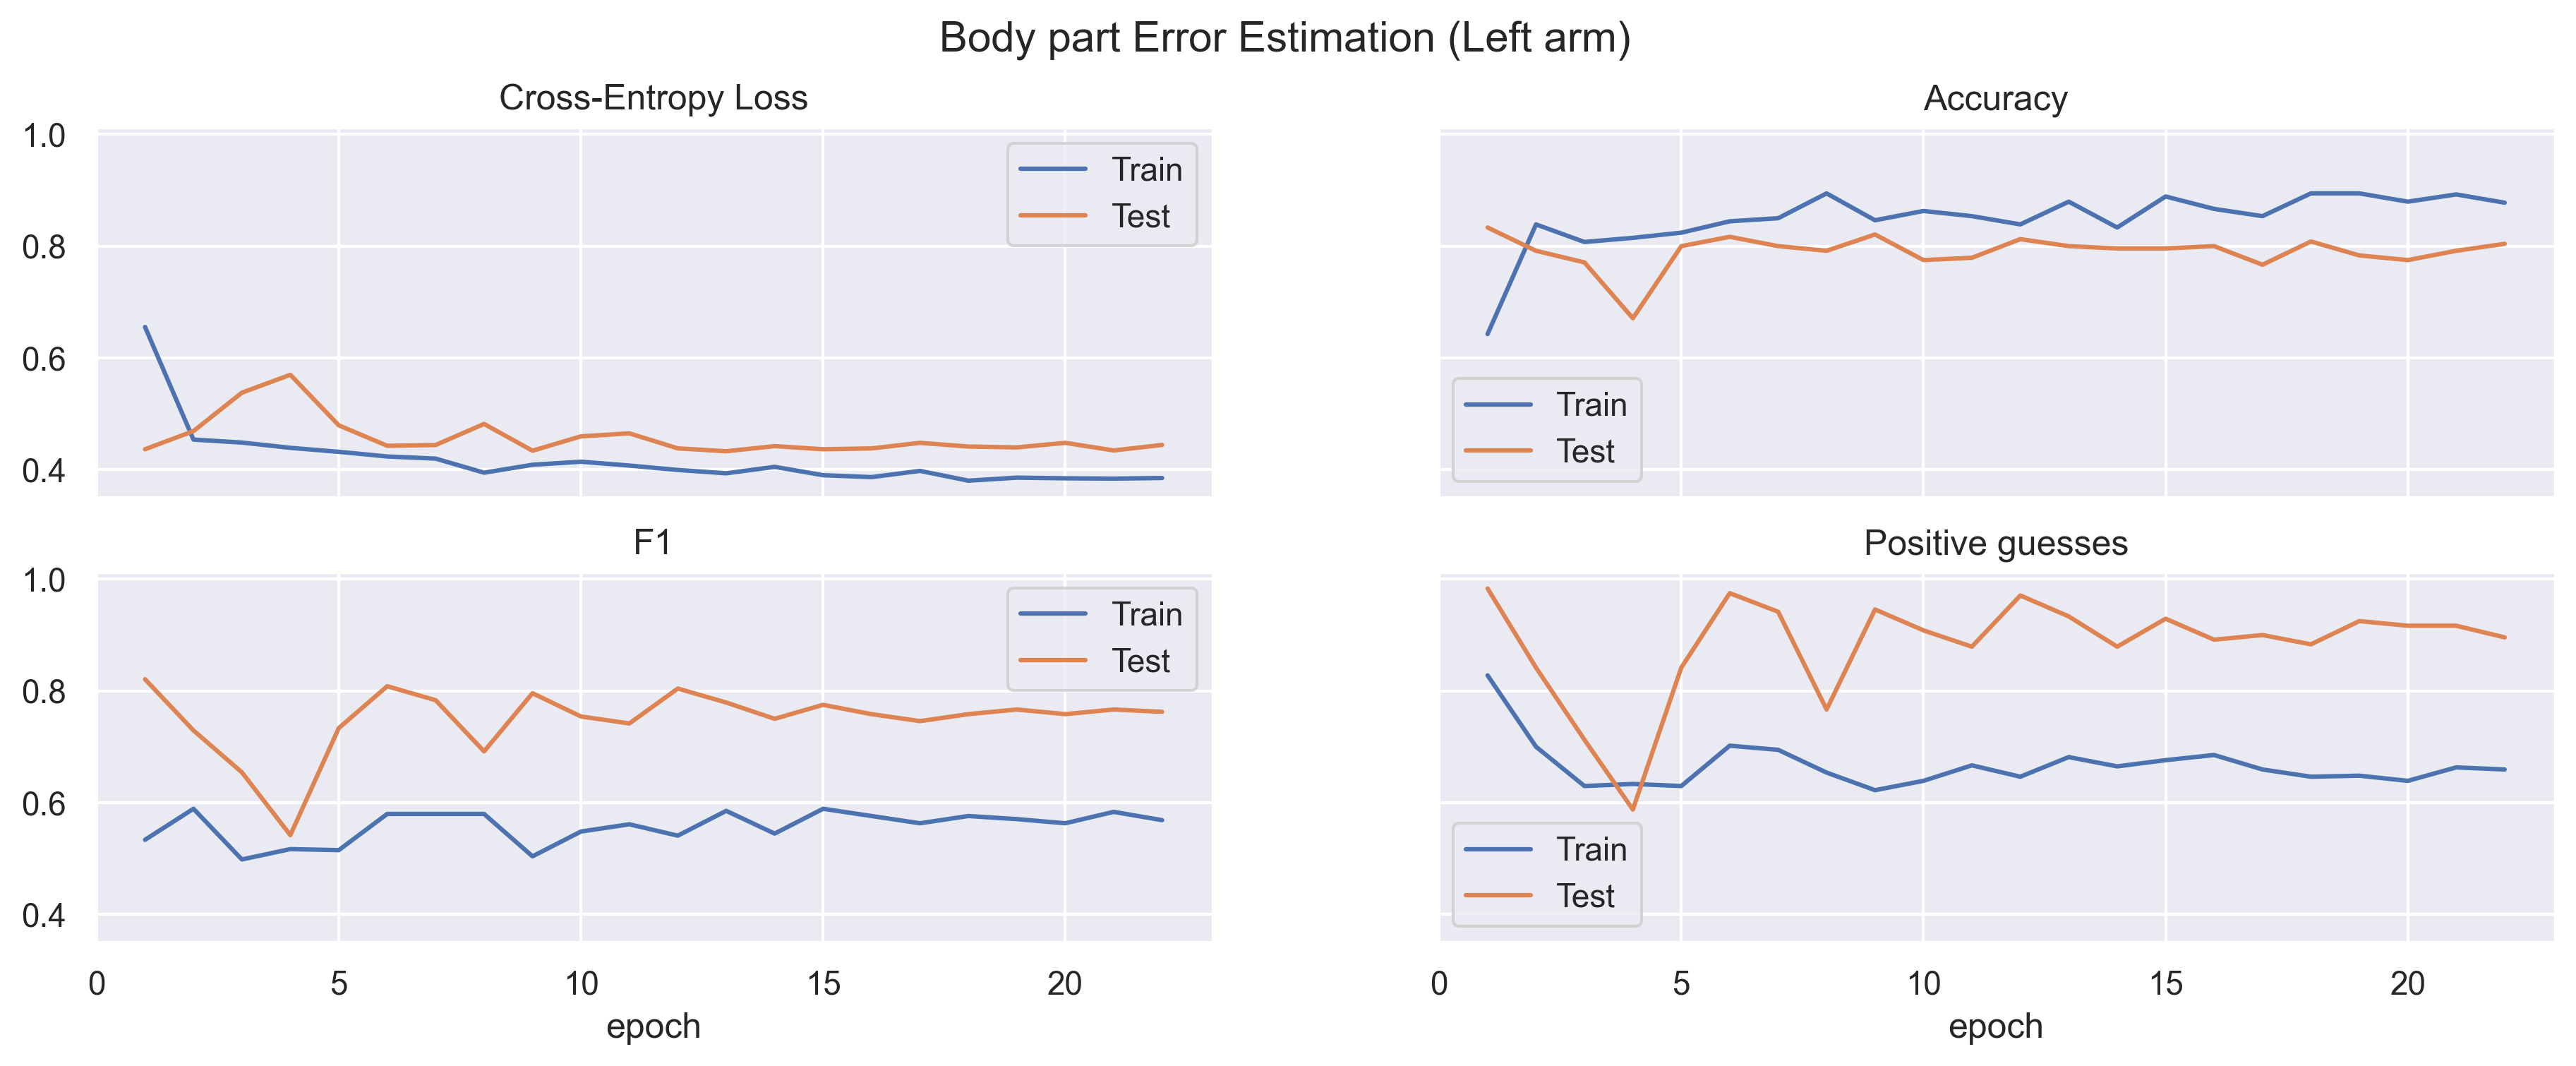 Body part Error Estimation (Left arm)
Cross-Entropy Loss
1.0
0.8
0.6
0.4
Train
Test
Accuracy
Train
Test
F1
1.0
0.8
0.6
0.4
0
5
10
15
20
epoch
Train
Test
Positive guesses
Train
Test
0
5
10
15
20
epoch